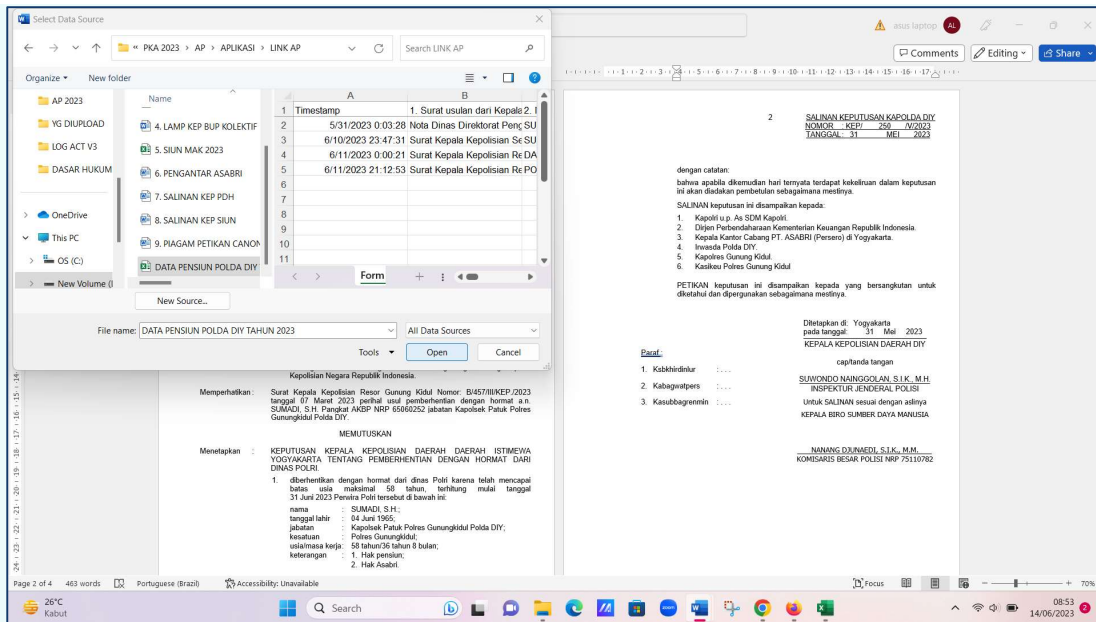 Select Data Source
asus laptop AL
PKA 2023 > AP > APLIKASI > LINK AP
Search LINK AP
Comments
Editing
Share
Organize
New folder
AP 2023
YG DIUPLOAD
LOG ACT V3
DASAR HUKUM
OneDrive
This PC
OS (C:)
Name
4. LAMP KEP BUP KOLEKTIF
5. SIUN MAK 2023
6. PENGANTAR ASABRI
7. SALINAN KEP PDH
8. SALINAN KEP SIUN
9. PIAGAM PETIKAN CANON
DATA PENSIUN POLDA DIY
A B
1 Timestamp 1. Surat usulan dari Kepala 2. I
2 5/31/2023 0:03:28 Nota Dinas Direktorat Peng SU
3 6/10/2023 23:47:31 Surat Kepala Kepolisian Se SU
4 6/11/2023 0:00:21 Surat Kepala Kepolisian Re DA
5 6/11/2023 21:12:53 Surat Kepala Kepolisian Re PO
6
7
8
9
10
11
Form
New Source...
File name: DATA PENSIUN POLDA DIY TAHUN 2023
All Data Sources
Tools
Open
Cancel
Kepolisian Negara Republik Indonesia.
Memperhatikan : Surat Kepala Kepolisian Resor Gunung Kidul Nomor: B/457/III/KEP./2023
tanggal 07 Maret 2023 perihal usul pemberhentian dengan hormat a.n.
SUMADI, S.H. Pangkat AKBP NRP 65060252 jabatan Kapolsek Patuk Polres
Gunungkidul Polda DIY.
MEMUTUSKAN
Menetapkan : KEPUTUSAN KEPALA KEPOLISIAN DAERAH DAERAH ISTIMEWA
YOGYAKARTA TENTANG PEMBERHENTIAN DENGAN HORMAT DARI
DINAS POLRI.
1. diberhentikan dengan hormat dari dinas Polri karena telah mencapai
batas usia maksimal 58 tahun, terhitung mulai tanggal
31 Juni 2023 Perwira Polri tersebut di bawah ini:
nama : SUMADI, S.H.;
tanggal lahir : 04 Juni 1965;
jabatan : Kapolsek Patuk Polres Gunungkidul Polda DIY;
kesatuan : Polres Gunungkidul;
usia/masa kerja: 58 tahun/36 tahun 8 bulan;
keterangan : 1. Hak pensiun;
2. Hak Asabri.
2 SALINAN KEPUTUSAN KAPOLDA DIY
NOMOR : KEP/ 250 /V/2023
TANGGAL: 31 MEI 2023
dengan catatan:
bahwa apabila dikemudian hari ternyata terdapat kekeliruan dalam keputusan
ini akan diadakan pembetulan sebagaimana mestinya.
SALINAN keputusan ini disampaikan kepada:
1. Kapolri u.p. As SDM Kapolri.
2. Dirjen Perbendaharaan Kementerian Keuangan Republik Indonesia.
3. Kepala Kantor Cabang PT. ASABRI (Persero) di Yogyakarta.
4. Irwasda Polda DIY.
5. Kapolres Gunung Kidul.
6. Kasikeu Polres Gunung Kidul
PETIKAN keputusan ini disampaikan kepada yang bersangkutan untuk
diketahui dan dipergunakan sebagaimana mestinya.
Ditetapkan di: Yogyakarta
pada tanggal: 31 Mei 2023
KEPALA KEPOLISIAN DAERAH DIY
cap/tanda tangan
SUWONDO NAINGGOLAN, S.I.K., M.H.
INSPEKTUR JENDERAL POLISI
Untuk SALINAN sesuai dengan aslinya
KEPALA BIRO SUMBER DAYA MANUSIA
NANANG DJUNAEDI, S.I.K., M.M.
KOMISARIS BESAR POLISI NRP 75110782
Paraf :
1. Ksbkhirdinlur : . . .
2. Kabagwatpers : . . .
3. Kasubbagrenmin : . . .
Page 2 of 4 463 words Portuguese (Brazil) Accessibility: Unavailable Focus 70%
26°C
Kabut
Search
08:53
14/06/2023
2